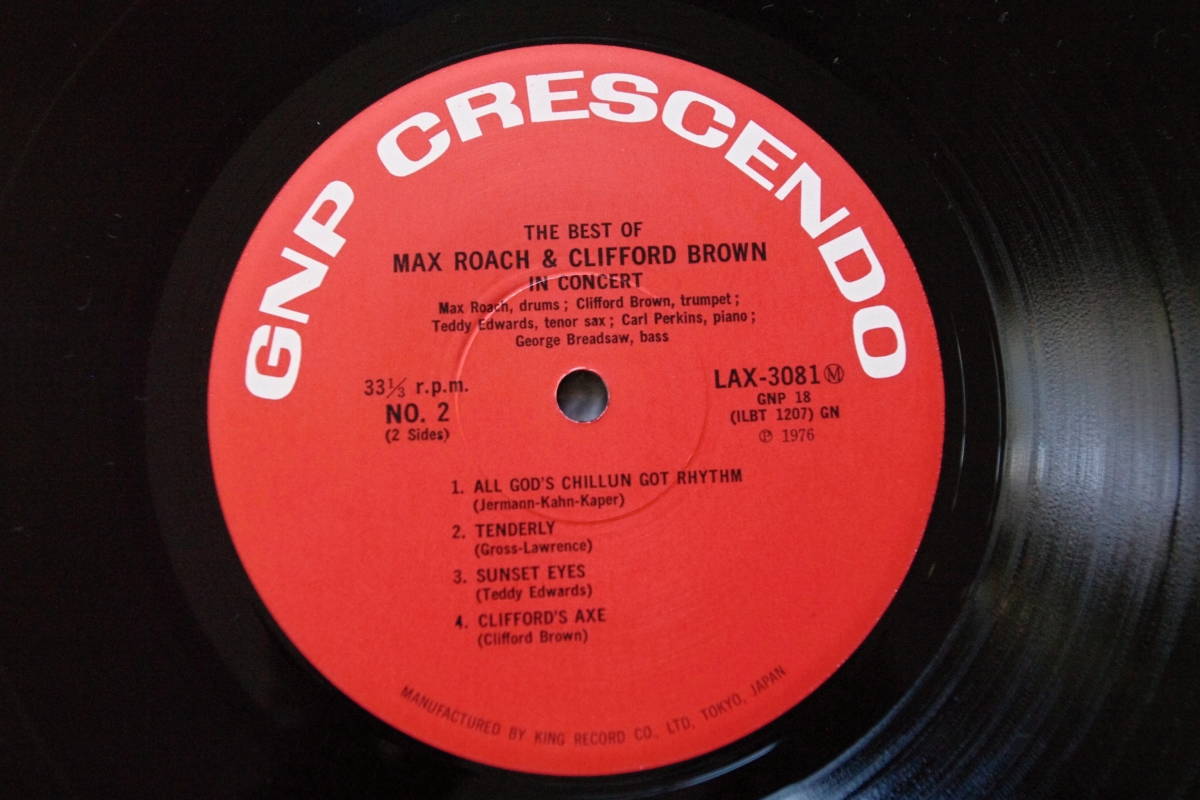 GNP CRESCENDO
THE BEST OF
MAX ROACH & CLIFFORD BROWN
IN CONCERT
Max Roach, drums ; Clifford Brown, trumpet ;
Teddy Edwards, tenor sax ; Carl Perkins, piano ;
George Breadsaw, bass
33⅓ r.p.m.
NO. 2
(2 Sides)
LAX-3081 Ⓜ
GNP 18
(ILBT 1207) GN
℗ 1976
1. ALL GOD'S CHILLUN GOT RHYTHM
(Jermann-Kahn-Kaper)
2. TENDERLY
(Gross-Lawrence)
3. SUNSET EYES
(Teddy Edwards)
4. CLIFFORD'S AXE
(Clifford Brown)
MANUFACTURED BY KING RECORD CO., LTD, TOKYO, JAPAN